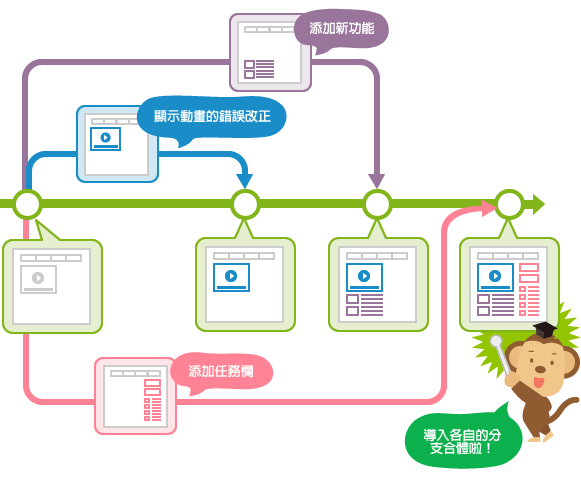 添加新功能
顯示動畫的錯誤改正
添加任務欄
導入各自的分
支合體啦！